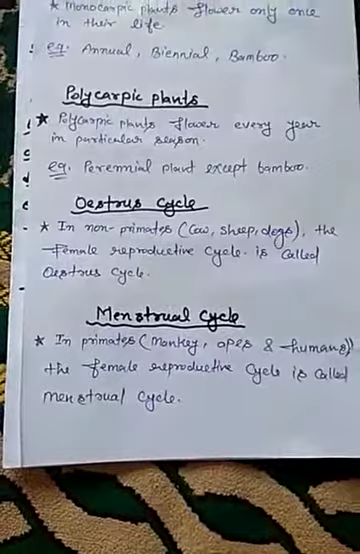 * Monocarpic plants flower only once
in their life.
eg. Annual, Biennial, Bamboo.
Polycarpic plants
* Polycarpic plants flower every year
in particular season.
eg. Perennial plant except bamboo.
Oestrus Cycle
* In non-primates (Cow, sheep, dogs), the
Female reproductive cycle. is called
Oestrus Cycle.
Menstrual Cycle
* In primates (monkey, apes & humans)
the female reproductive cycle is called
menstrual cycle.